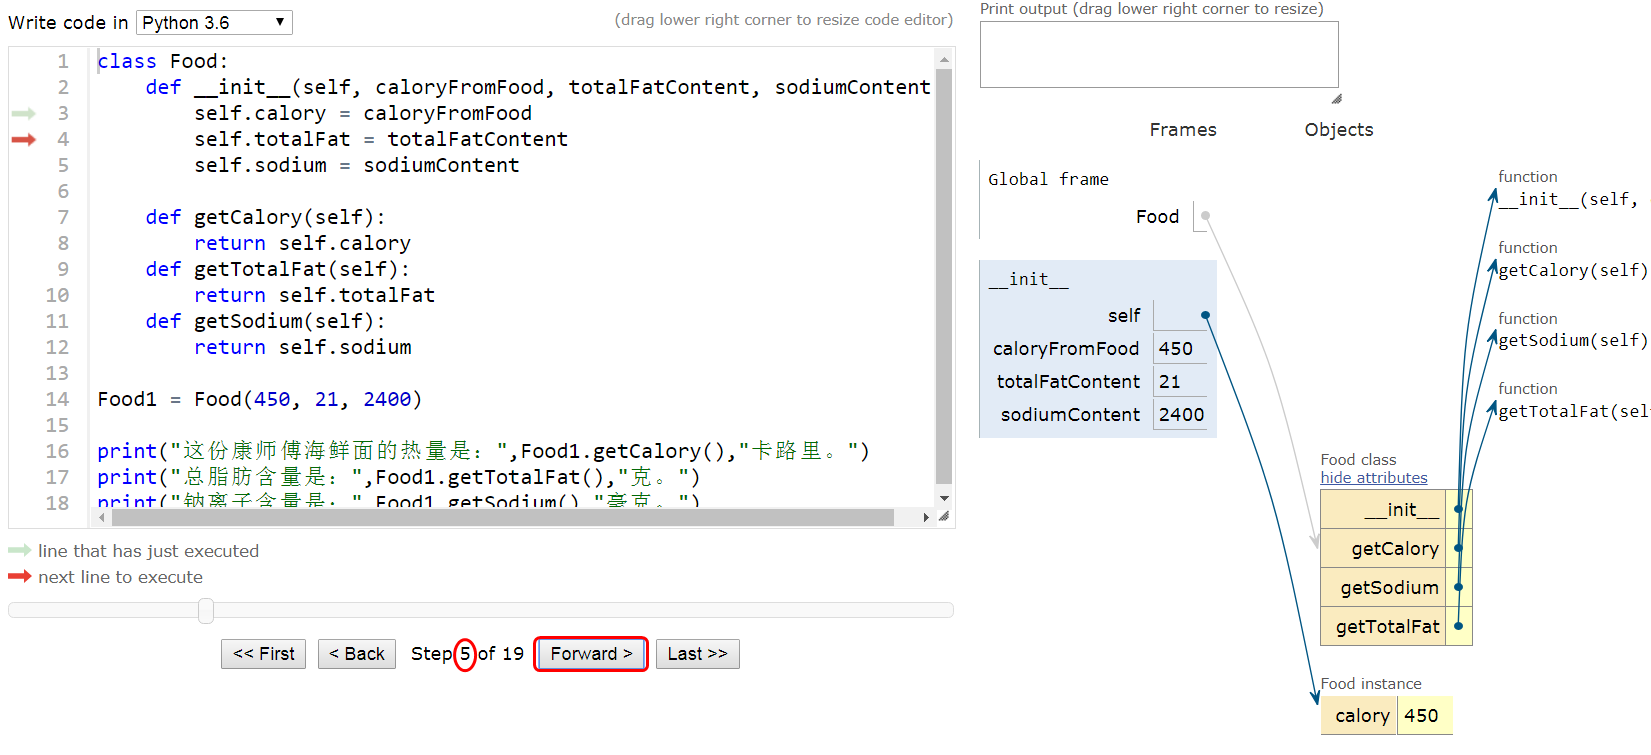 Write code in Python 3.6
(drag lower right corner to resize code editor)
1 class Food:
2 def __init__(self, caloryFromFood, totalFatContent, sodiumContent
3 self.calory = caloryFromFood
4 self.totalFat = totalFatContent
5 self.sodium = sodiumContent
6
7 def getCalory(self):
8 return self.calory
9 def getTotalFat(self):
10 return self.totalFat
11 def getSodium(self):
12 return self.sodium
13
14 Food1 = Food(450, 21, 2400)
15
16 print("这份康师傅海鲜面的热量是：",Food1.getCalory(),"卡路里。")
17 print("总脂肪含量是：",Food1.getTotalFat(),"克。")
18 print("钠离子含量是：",Food1.getSodium(),"毫克。")
line that has just executed
next line to execute
<< First
< Back
Step 5 of 19
Forward >
Last >>
Print output (drag lower right corner to resize)
Frames
Objects
Global frame
Food
__init__
self
caloryFromFood 450
totalFatContent 21
sodiumContent 2400
function
__init__(self,
function
getCalory(self)
function
getSodium(self)
function
getTotalFat(sel
Food class
hide attributes
__init__
getCalory
getSodium
getTotalFat
Food instance
calory 450